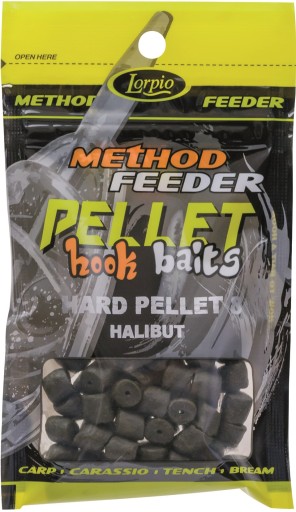 OPEN HERE
Lorpio
METHOD FEEDER
METHOD
FEEDER
PELLET
hook baits
HARD PELLETS
HALIBUT
CARP • CARASSIO • TENCH • BREAM